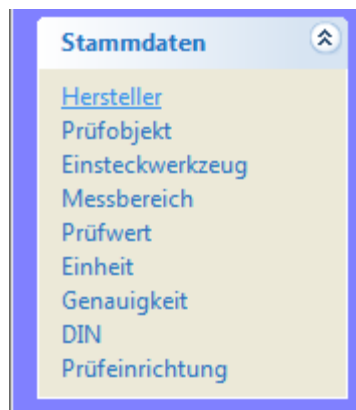 Stammdaten
Hersteller
Prüfobjekt
Einsteckwerkzeug
Messbereich
Prüfwert
Einheit
Genauigkeit
DIN
Prüfeinrichtung